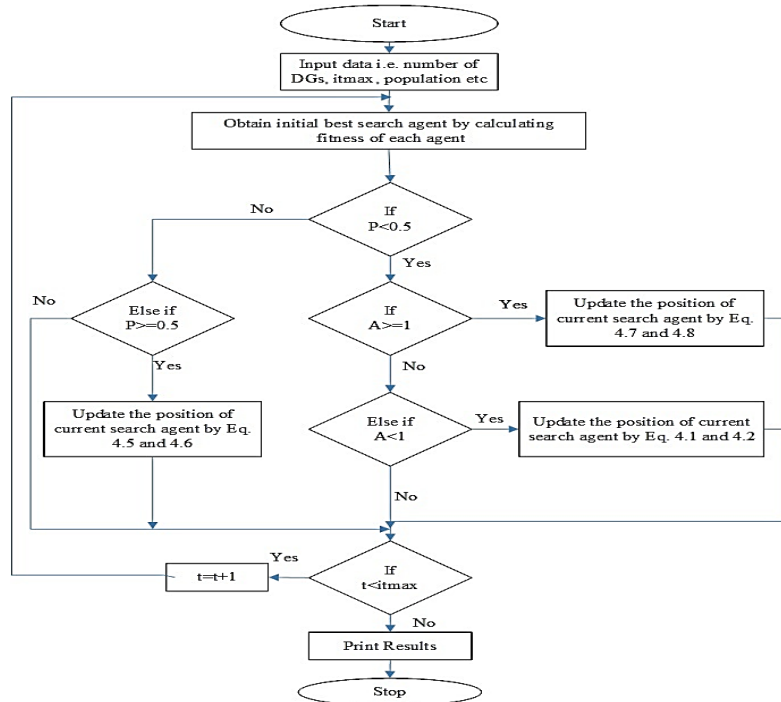 Start
Input data i.e. number of
DGs, itmax, population etc
Obtain initial best search agent by calculating
fitness of each agent
No
If
P<0.5
Yes
No
Else if
P>=0.5
If
A>=1
Yes
Update the position of
current search agent by Eq.
4.7 and 4.8
Yes
No
Update the position of
current search agent by Eq.
4.5 and 4.6
Else if
A<1
Yes
Update the position of current
search agent by Eq. 4.1 and 4.2
No
Yes
t=t+1
If
t<itmax
No
Print Results
Stop